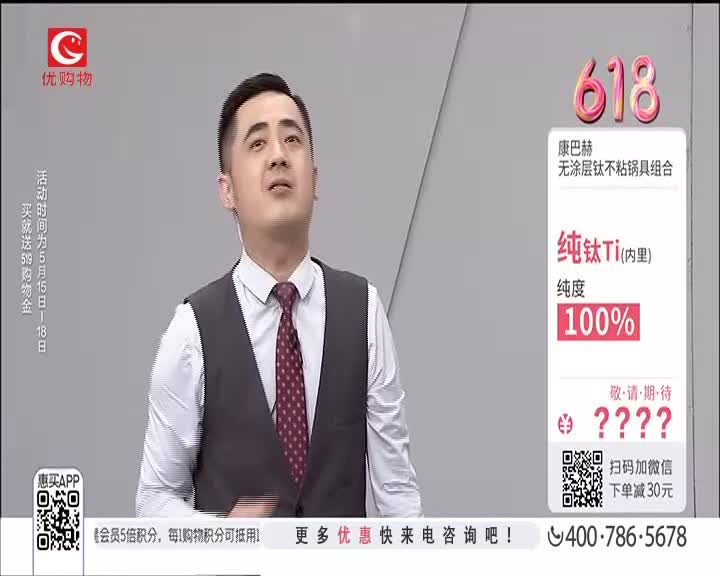 优购物
618
康巴赫
无涂层钛不粘锅具组合
纯钛Ti(内里)
纯度
100%
敬·请·期·待
¥????
扫码加微信
下单减30元
活动时间为5月15日-18日
买就送519购物金
惠买APP
会员5倍积分，每1购物积分可抵用1
更多优惠快来电咨询吧！
400-786-5678